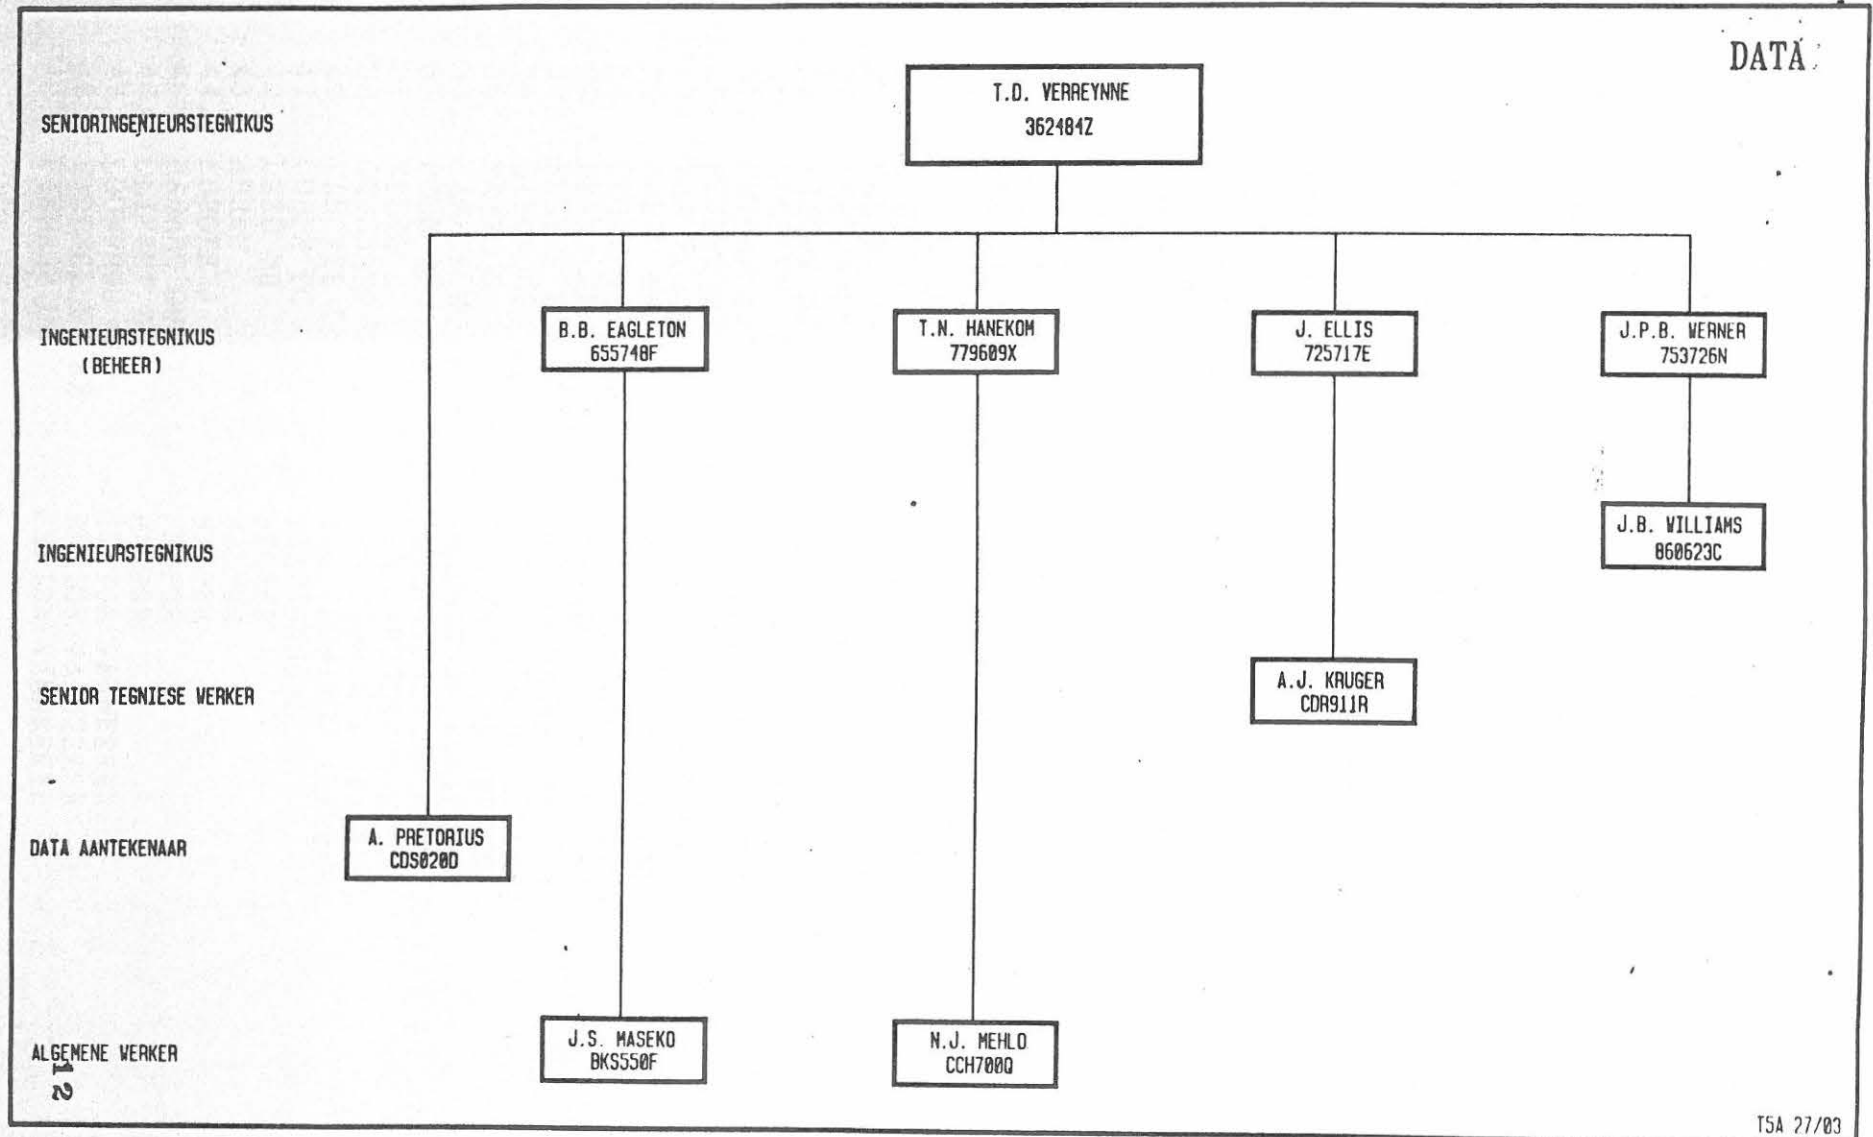 DATA
SENIORINGENIEURSTEGNIKUS
T.D. VERREYNNE
362484Z
INGENIEURSTEGNIKUS
(BEHEER)
B.B. EAGLETON
655748F
T.N. HANEKOM
779609X
J. ELLIS
725717E
J.P.B. WERNER
753726N
INGENIEURSTEGNIKUS
J.B. WILLIAMS
860623C
SENIOR TEGNIESE WERKER
A.J. KRUGER
CDR911R
DATA AANTEKENAAR
A. PRETORIUS
CDS020D
ALGEMENE WERKER
J.S. MASEKO
BKS550F
N.J. MEHLO
CCH700Q
12
T5A 27/03